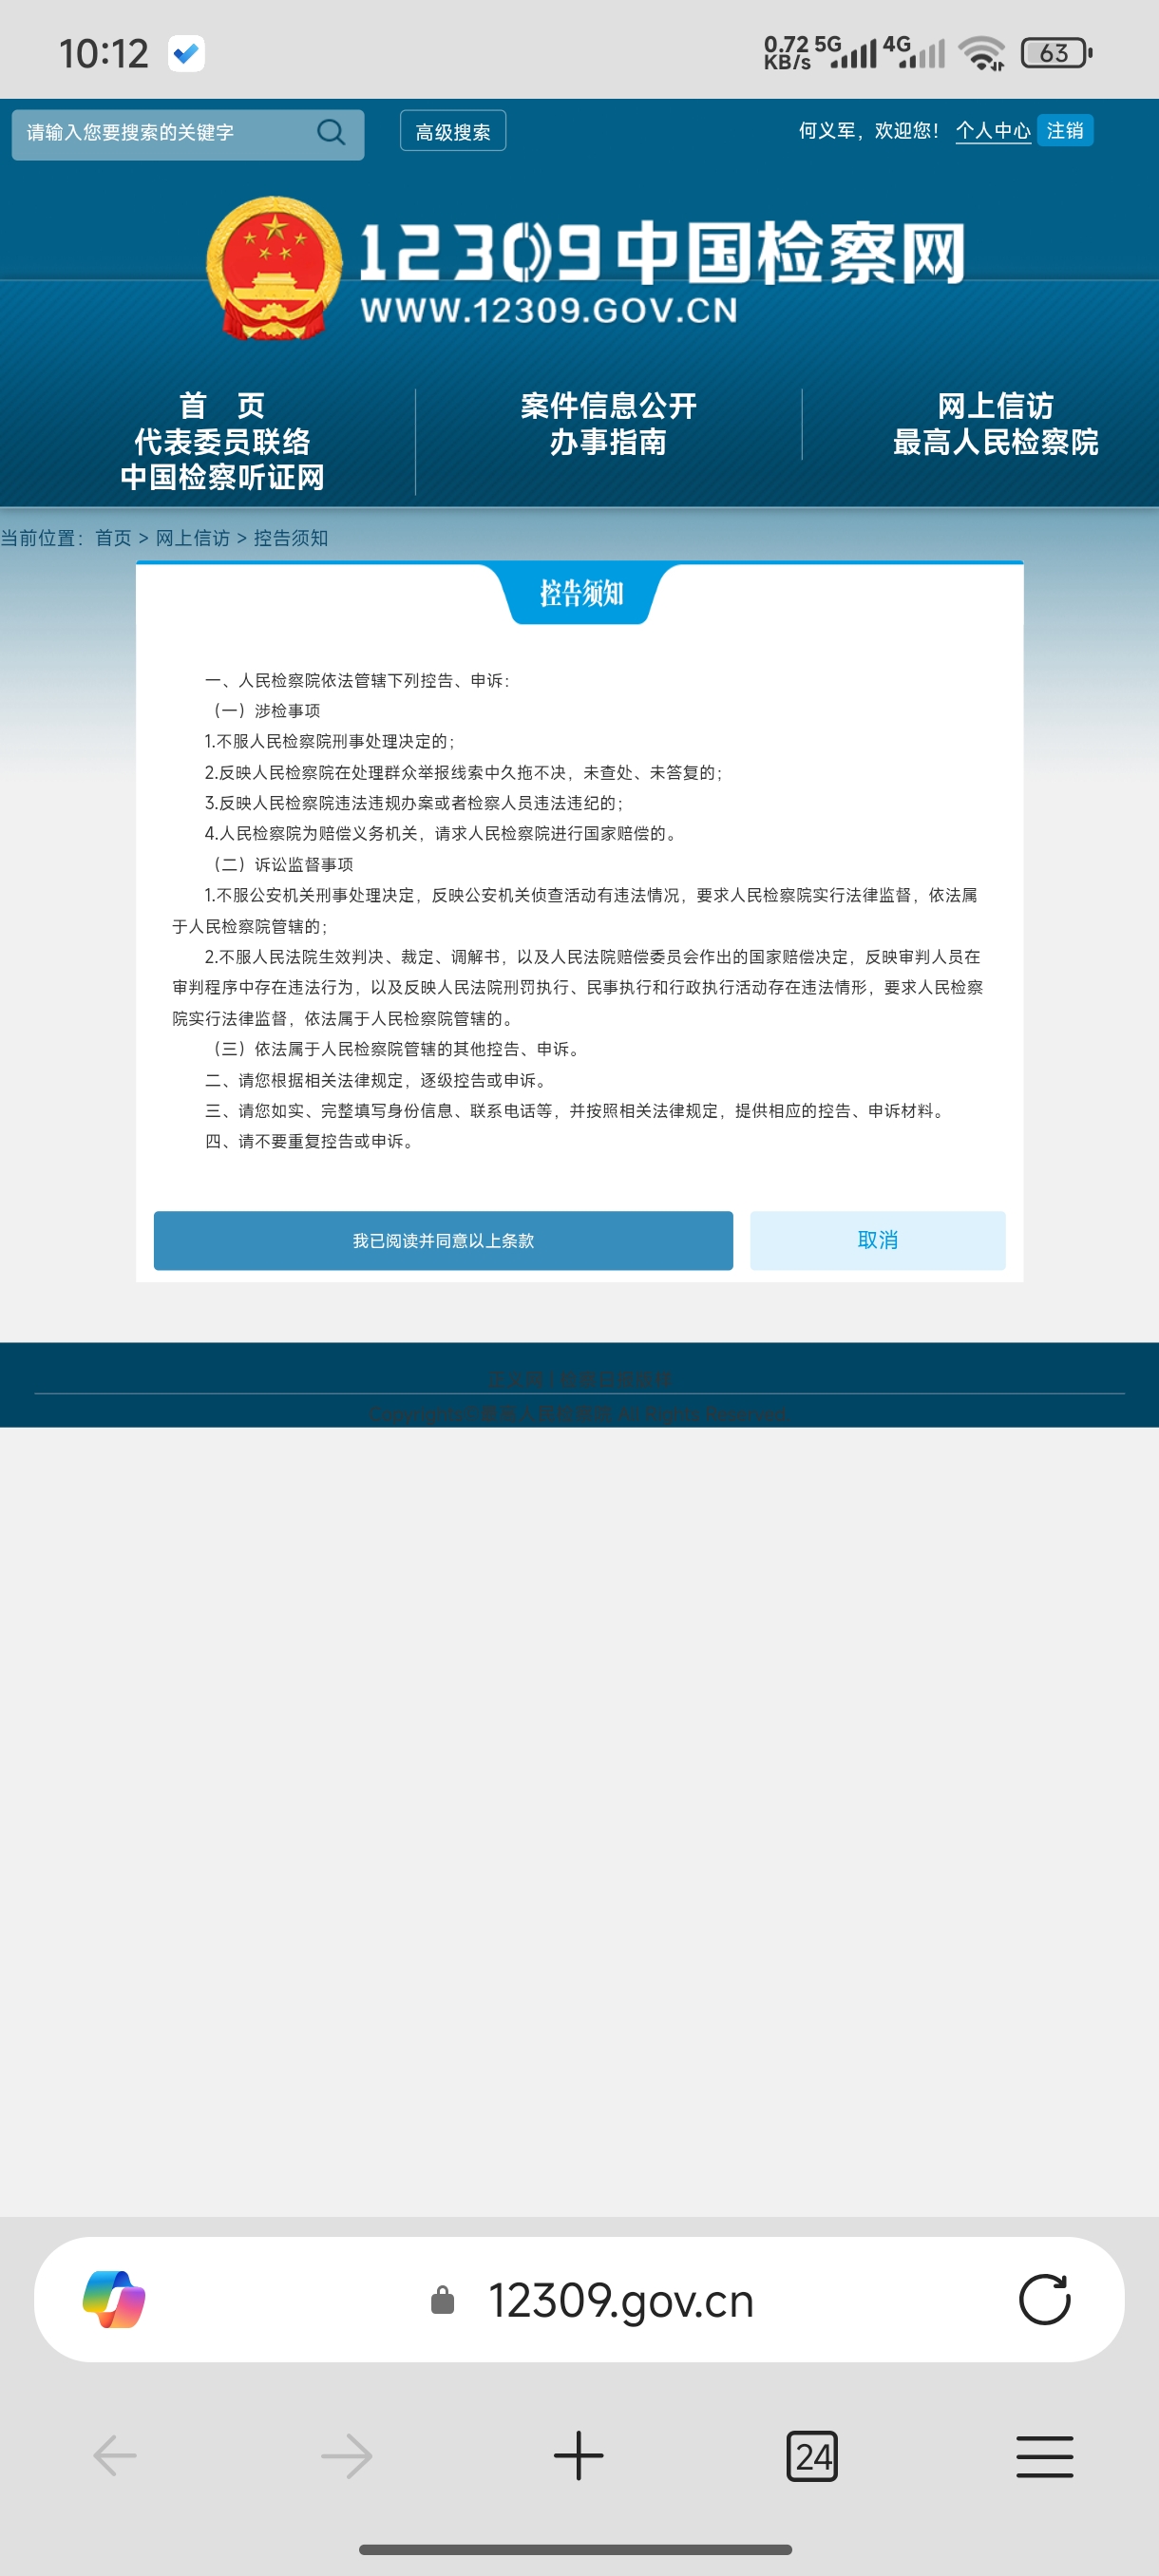 10:12
0.72 KB/s 5G 4G 63
请输入您要搜索的关键字
高级搜索
何义军，欢迎您！ 个人中心 注销
12309中国检察网
WWW.12309.GOV.CN
首 页 案件信息公开 网上信访
代表委员联络 办事指南 最高人民检察院
中国检察听证网
当前位置：首页 > 网上信访 > 控告须知
控告须知
一、人民检察院依法管辖下列控告、申诉：
（一）涉检事项
1.不服人民检察院刑事处理决定的；
2.反映人民检察院在处理群众举报线索中久拖不决，未查处、未答复的；
3.反映人民检察院违法违规办案或者检察人员违法违纪的；
4.人民检察院为赔偿义务机关，请求人民检察院进行国家赔偿的。
（二）诉讼监督事项
1.不服公安机关刑事处理决定，反映公安机关侦查活动有违法情况，要求人民检察院实行法律监督，依法属
于人民检察院管辖的；
2.不服人民法院生效判决、裁定、调解书，以及人民法院赔偿委员会作出的国家赔偿决定，反映审判人员在
审判程序中存在违法行为，以及反映人民法院刑罚执行、民事执行和行政执行活动存在违法情形，要求人民检察
院实行法律监督，依法属于人民检察院管辖的。
（三）依法属于人民检察院管辖的其他控告、申诉。
二、请您根据相关法律规定，逐级控告或申诉。
三、请您如实、完整填写身份信息、联系电话等，并按照相关法律规定，提供相应的控告、申诉材料。
四、请不要重复控告或申诉。
我已阅读并同意以上条款
取消
Copyrights©最高人民检察院 All Rights Reserved
12309.gov.cn
24